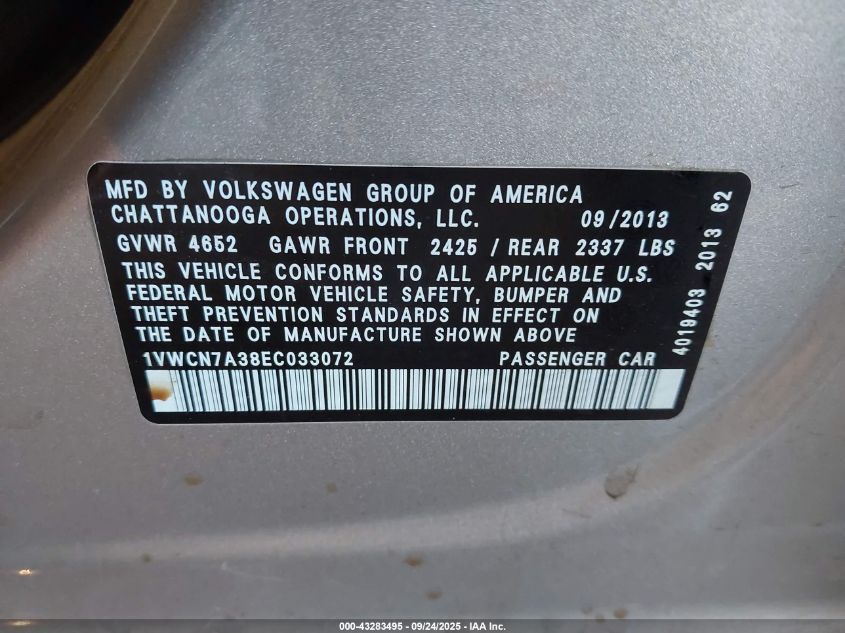 MFD BY VOLKSWAGEN GROUP OF AMERICA
CHATTANOOGA OPERATIONS, LLC. 09/2013
GVWR 4652 GAWR FRONT 2425 / REAR 2337 LBS
THIS VEHICLE CONFORMS TO ALL APPLICABLE U.S.
FEDERAL MOTOR VEHICLE SAFETY, BUMPER AND
THEFT PREVENTION STANDARDS IN EFFECT ON
THE DATE OF MANUFACTURE SHOWN ABOVE
1VWCN7A38EC033072 PASSENGER CAR
4019403 2013 62
000-43283495 - 09/24/2025 - IAA Inc.